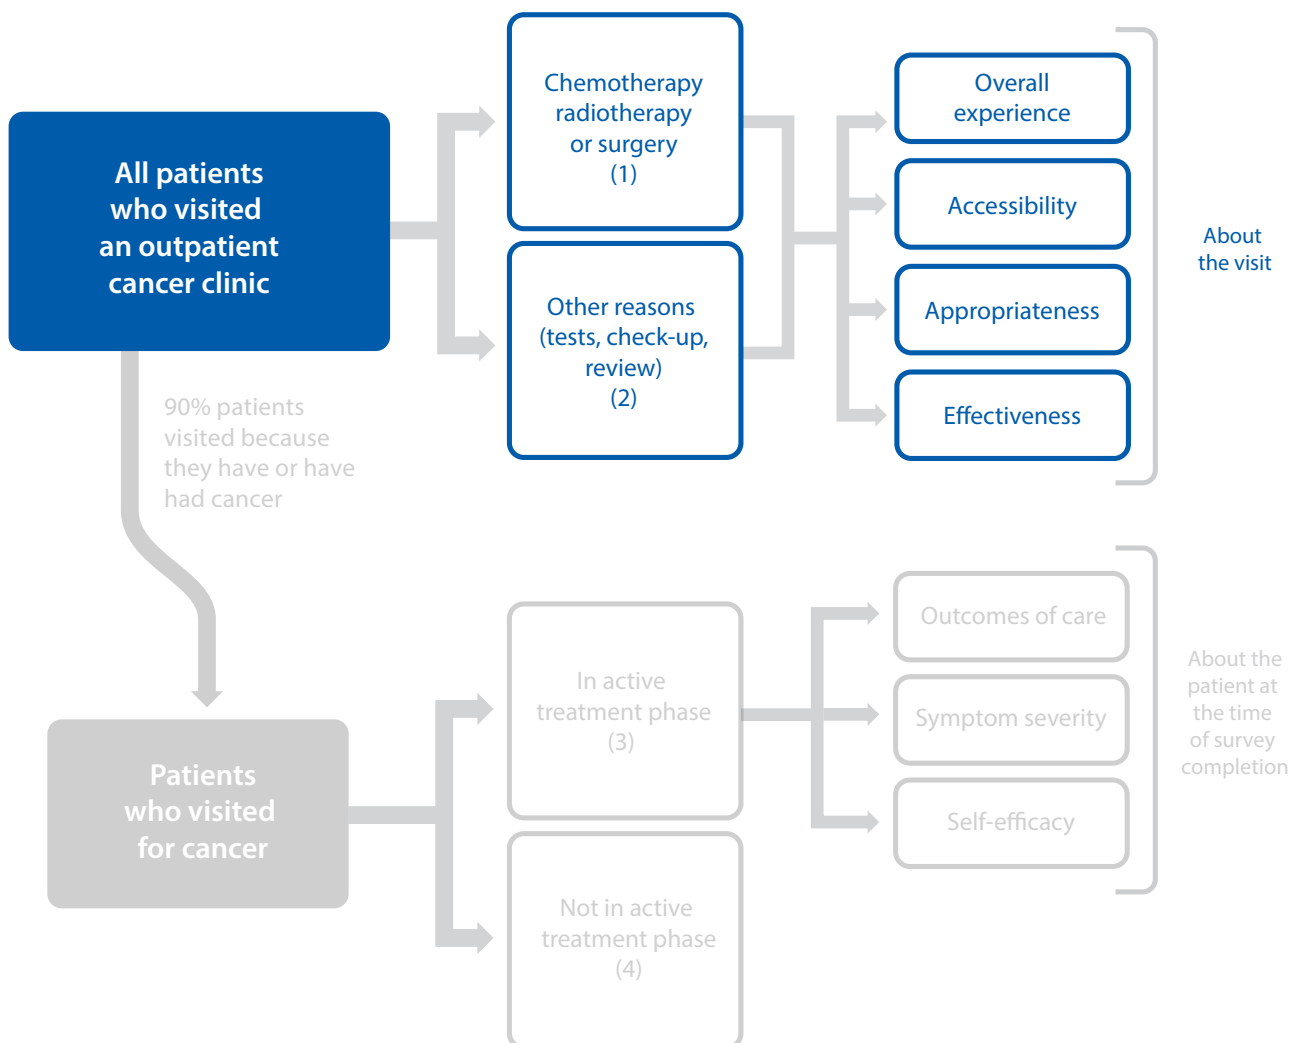 All patients
who visited
an outpatient
cancer clinic
Chemotherapy
radiotherapy
or surgery
(1)
Other reasons
(tests, check-up,
review)
(2)
Overall
experience
Accessibility
Appropriateness
Effectiveness
About
the visit
90% patients
visited because
they have or have
had cancer
Patients
who visited
for cancer
In active
treatment phase
(3)
Not in active
treatment phase
(4)
Outcomes of care
Symptom severity
Self-efficacy
About the
patient at
the time
of survey
completion